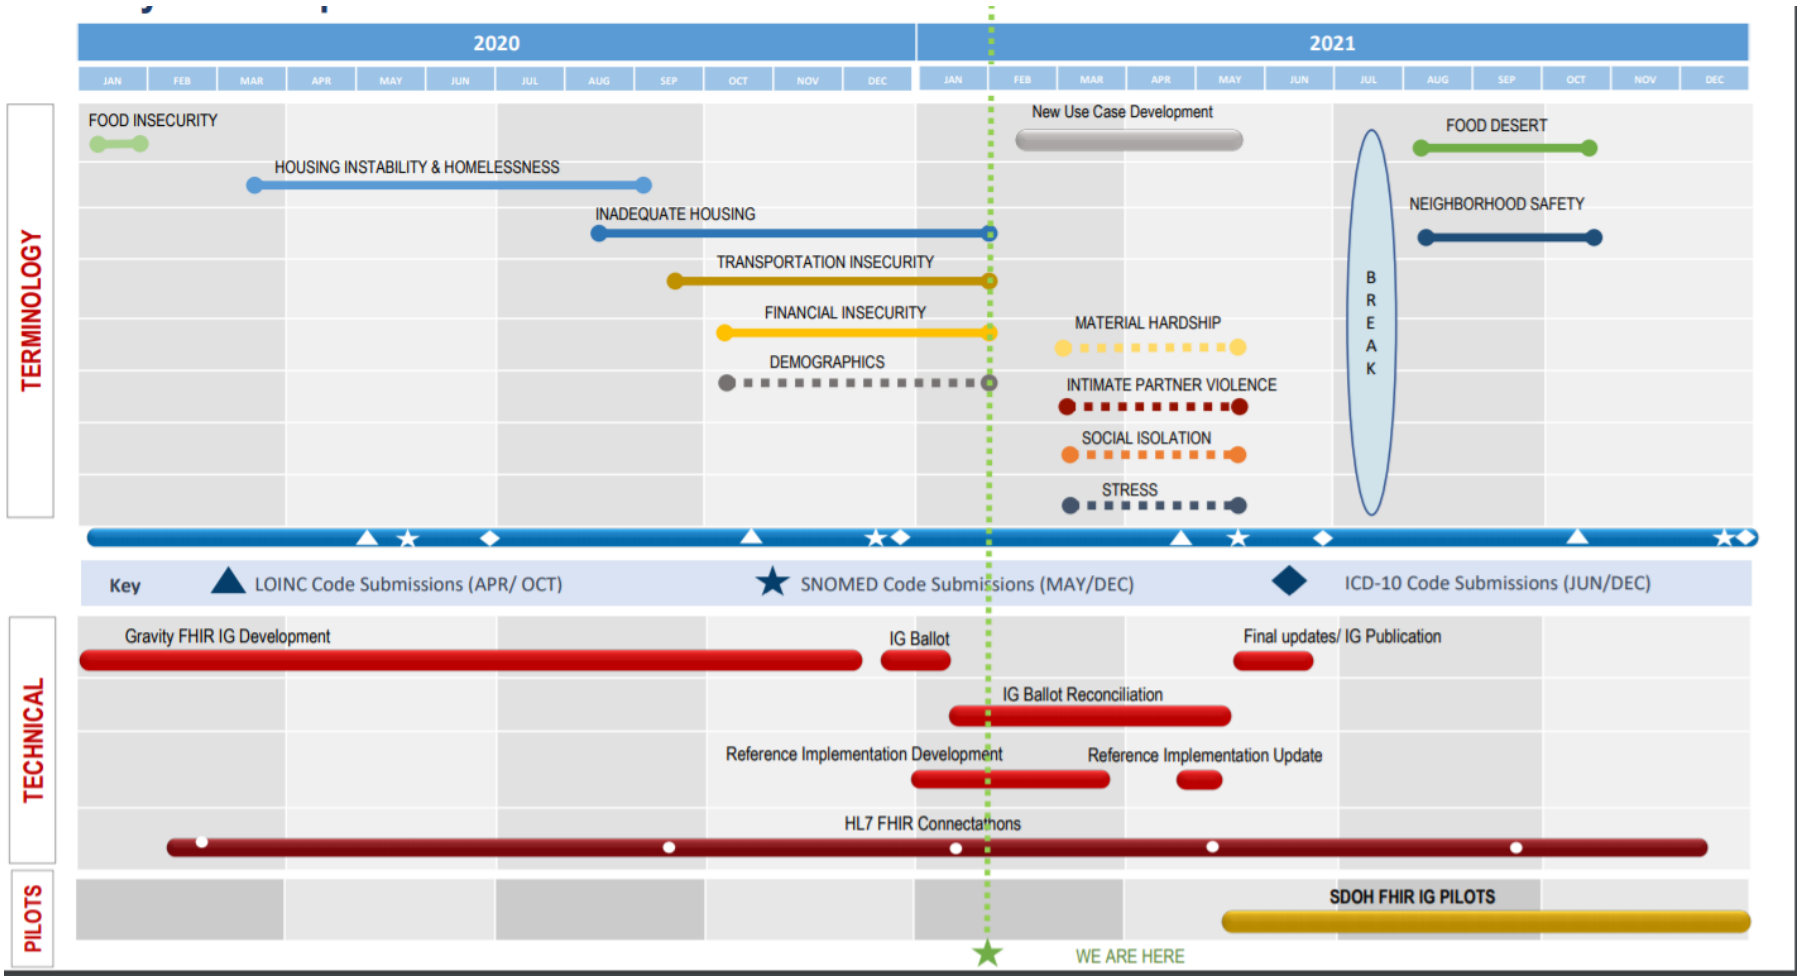 2020 2021
JAN FEB MAR APR MAY JUN JUL AUG SEP OCT NOV DEC JAN FEB MAR APR MAY JUN JUL AUG SEP OCT NOV DEC
TERMINOLOGY
FOOD INSECURITY
New Use Case Development
FOOD DESERT
HOUSING INSTABILITY & HOMELESSNESS
INADEQUATE HOUSING
NEIGHBORHOOD SAFETY
TRANSPORTATION INSECURITY
BREAK
FINANCIAL INSECURITY
MATERIAL HARDSHIP
DEMOGRAPHICS
INTIMATE PARTNER VIOLENCE
SOCIAL ISOLATION
STRESS
Key LOINC Code Submissions (APR/ OCT) SNOMED Code Submissions (MAY/DEC) ICD-10 Code Submissions (JUN/DEC)
TECHNICAL
Gravity FHIR IG Development
IG Ballot
Final updates/ IG Publication
IG Ballot Reconciliation
Reference Implementation Development
Reference Implementation Update
HL7 FHIR Connectathons
PILOTS
SDOH FHIR IG PILOTS
WE ARE HERE